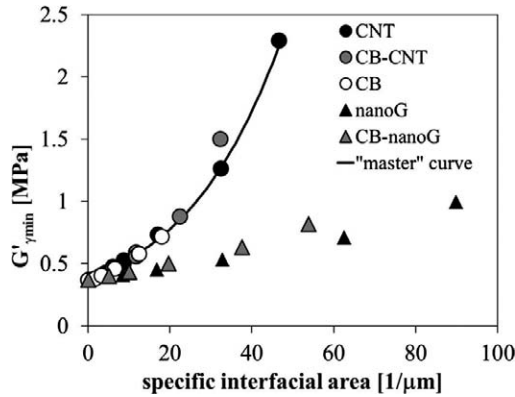 2.5
2
1.5
1
0.5
0
G'γmin [MPa]
CNT
CB-CNT
CB
nanoG
CB-nanoG
"master" curve
0 20 40 60 80 100
specific interfacial area [1/μm]